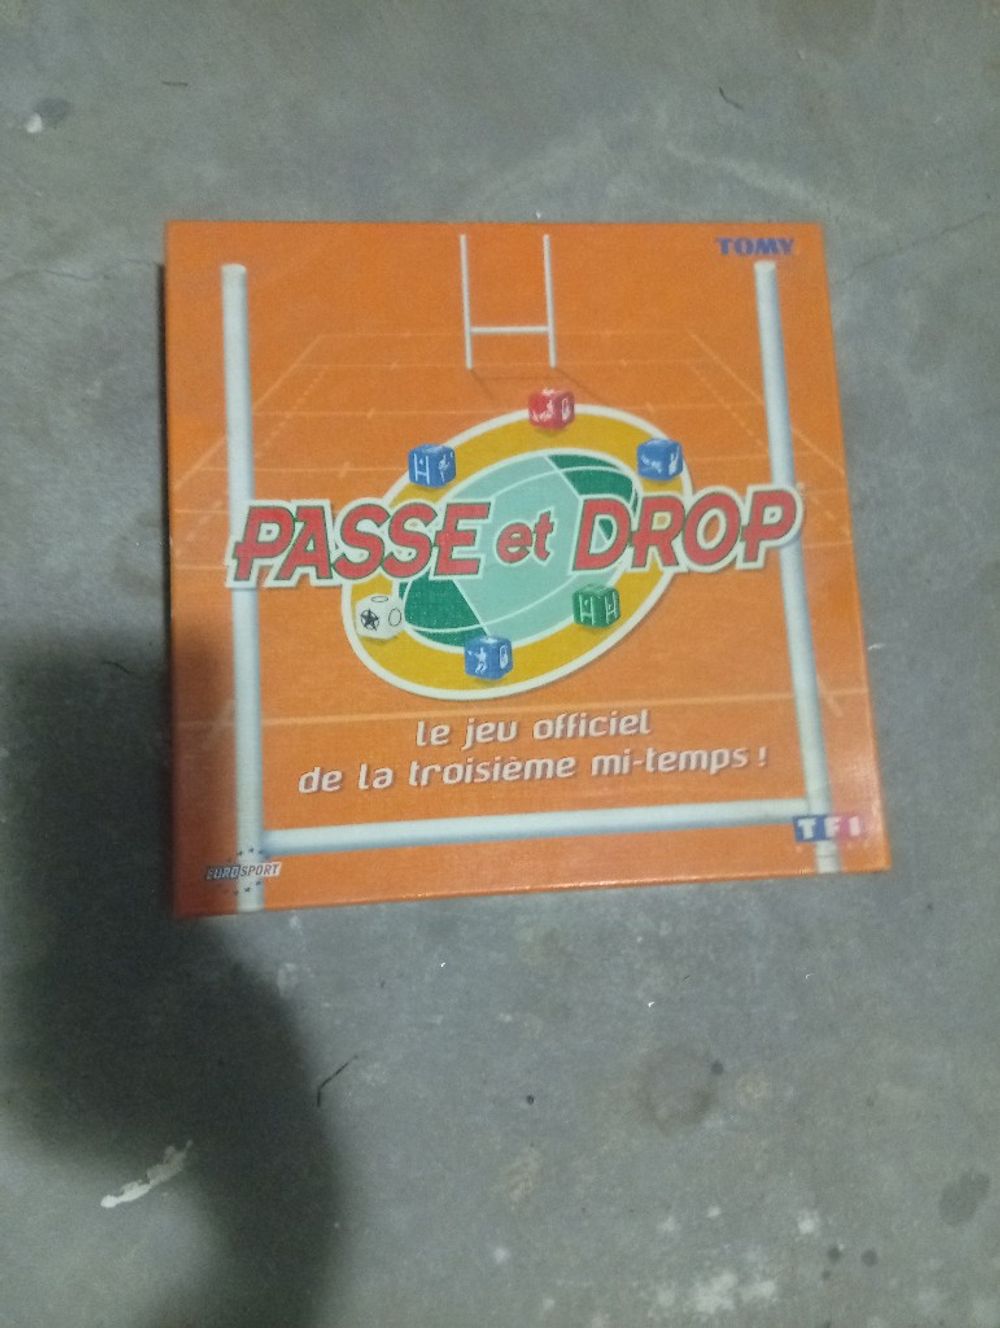 TOMY
PASSE et DROP
le jeu officiel
de la troisième mi-temps !
TF1
EUROSPORT